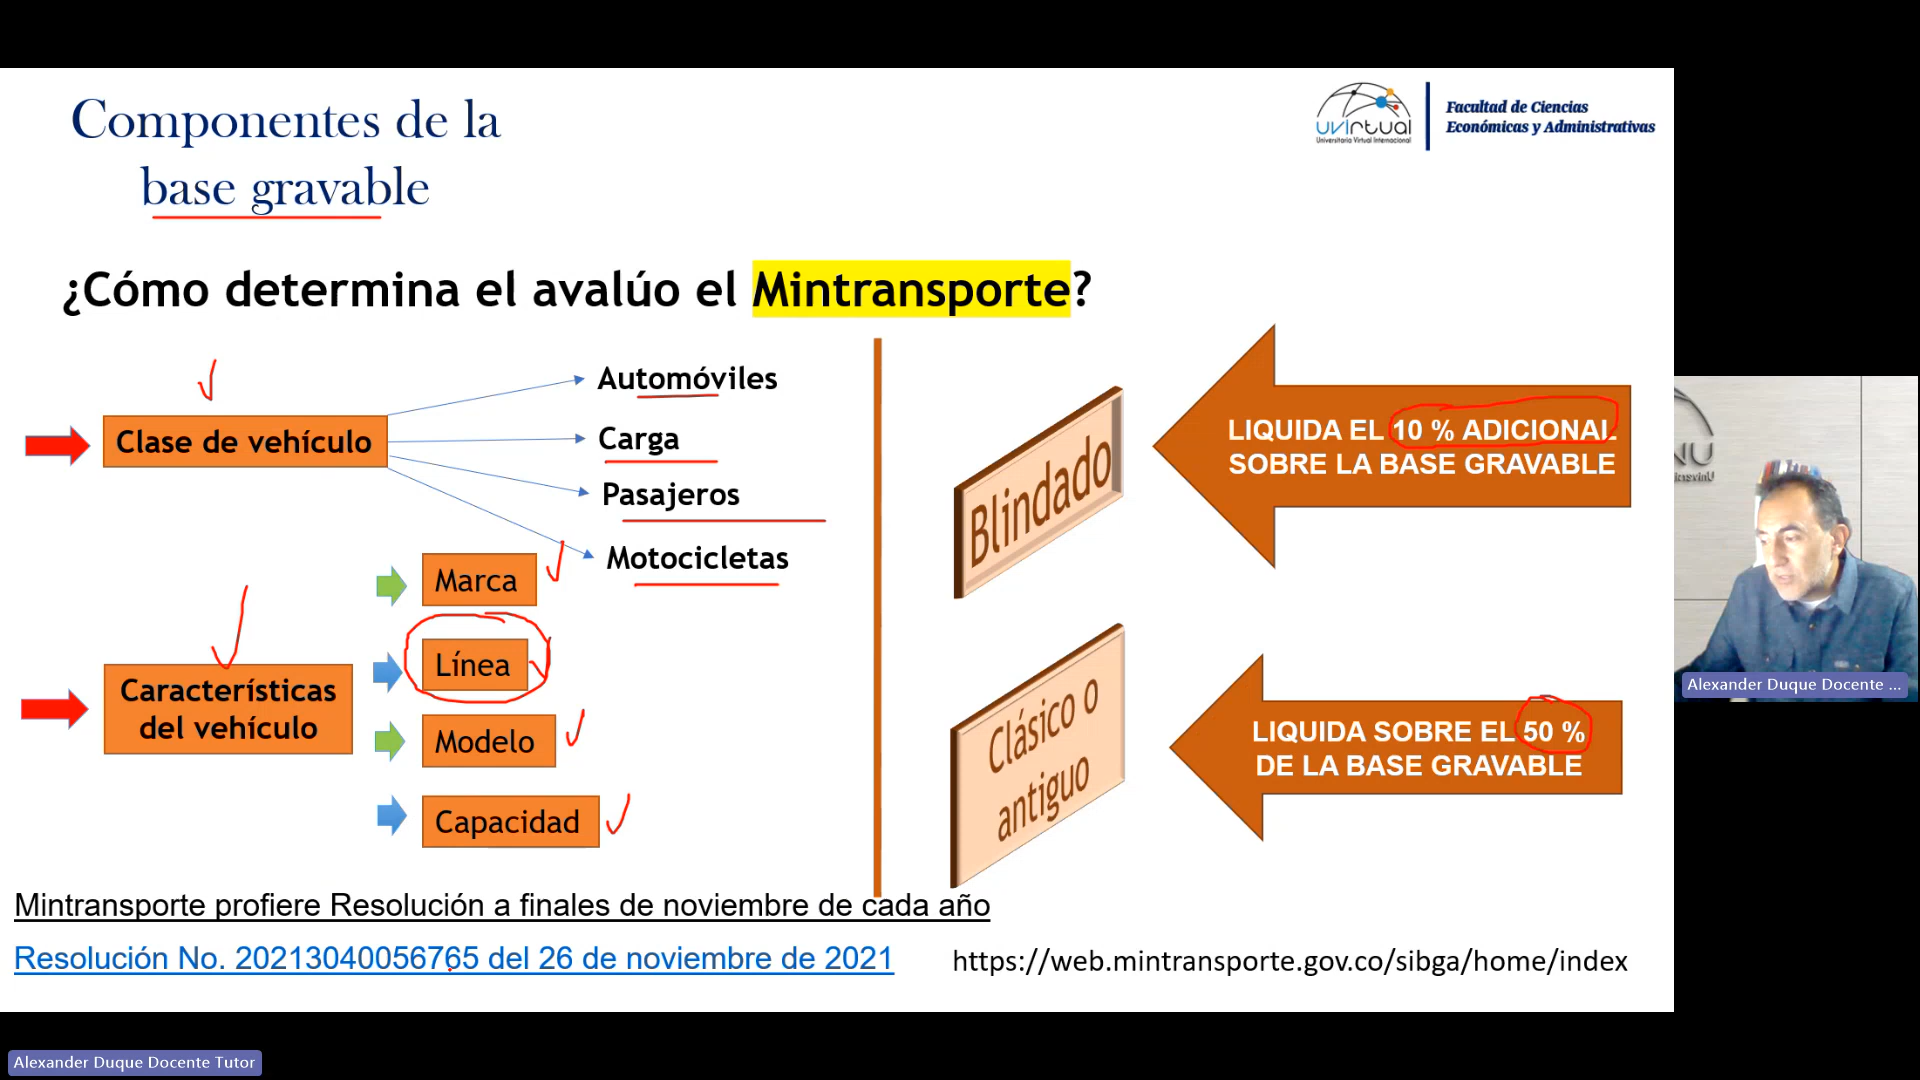 Componentes de la
base gravable
uvirtual
Universitaria Virtual Internacional
Facultad de Ciencias
Económicas y Administrativas
¿Cómo determina el avalúo el Mintransporte?
Clase de vehículo
Automóviles
Carga
Pasajeros
Motocicletas
Características
del vehículo
Marca
Línea
Modelo
Capacidad
Blindado
LIQUIDA EL 10 % ADICIONAL
SOBRE LA BASE GRAVABLE
Clásico o
antiguo
LIQUIDA SOBRE EL 50 %
DE LA BASE GRAVABLE
Mintransporte profiere Resolución a finales de noviembre de cada año
Resolución No. 20213040056765 del 26 de noviembre de 2021
https://web.mintransporte.gov.co/sibga/home/index
Alexander Duque Docente ...
Alexander Duque Docente Tutor